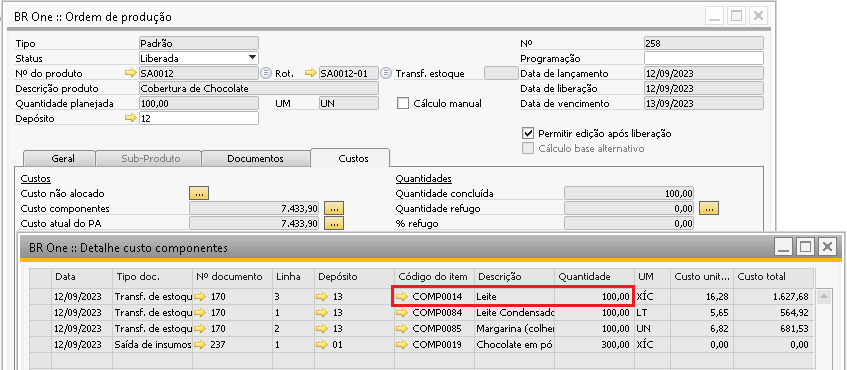 BR One :: Ordem de produção
Tipo Padrão Nº 258
Status Liberada Programação
Nº do produto SA0012 Rot. SA0012-01 Transf. estoque Data de lançamento 12/09/2023
Descrição produto Cobertura de Chocolate Data de liberação 12/09/2023
Quantidade planejada 100,00 UM UN Cálculo manual Data de vencimento 13/09/2023
Depósito 12
Permitir edição após liberação
Cálculo base alternativo
Geral Sub-Produto Documentos Custos
Custos Quantidades
Custo não alocado ... Quantidade concluída 100,00
Custo componentes 7.433,90 ... Quantidade refugo 0,00 ...
Custo atual do PA 7.433,90 ... % refugo 0,00
BR One :: Detalhe custo componentes
Data Tipo doc. Nº documento Linha Depósito Código do item Descrição Quantidade UM Custo unit... Custo total
12/09/2023 Transf. de estoqu 170 3 13 COMP0014 Leite 100,00 XÍC 16,28 1.627,68
12/09/2023 Transf. de estoqu 170 1 13 COMP0084 Leite Condensado 100,00 LT 5,65 564,92
12/09/2023 Transf. de estoqu 170 2 13 COMP0085 Margarina (colher 100,00 UN 6,82 681,53
12/09/2023 Saída de insumos 237 1 01 COMP0019 Chocolate em pó 300,00 XÍC 0,00 0,00